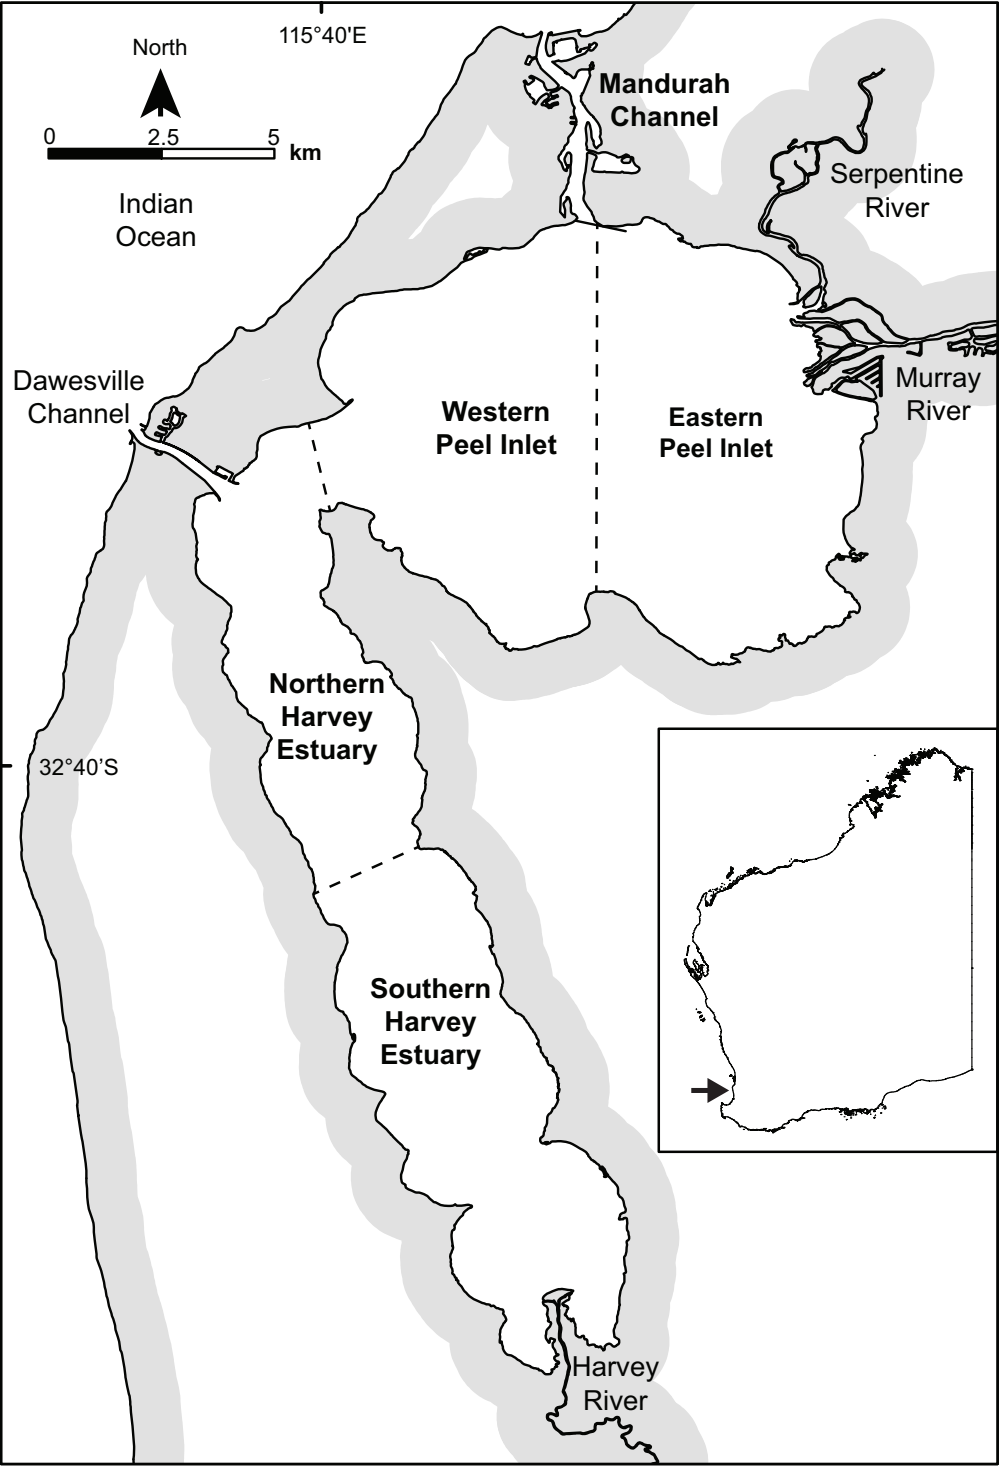 115°40'E
North
0 2.5 5 km
Indian
Ocean
Mandurah
Channel
Serpentine
River
Dawesville
Channel
Western
Peel Inlet
Eastern
Peel Inlet
Murray
River
Northern
Harvey
Estuary
32°40'S
Southern
Harvey
Estuary
Harvey
River